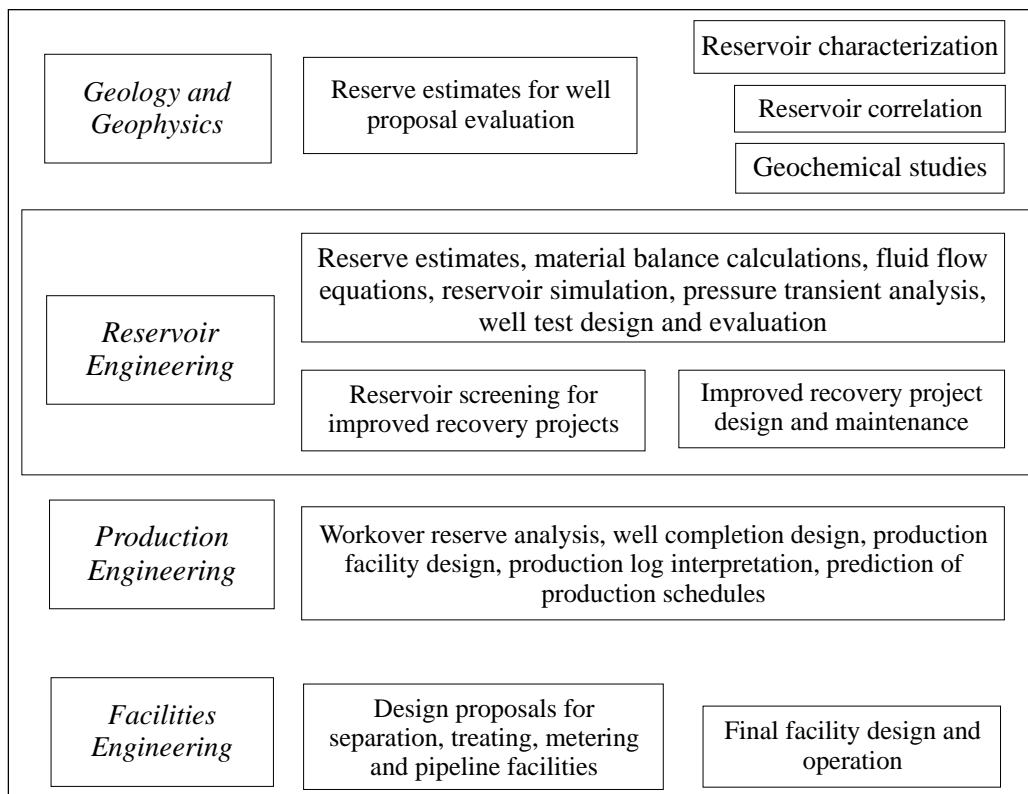 Geology and
Geophysics
Reserve estimates for well
proposal evaluation
Reservoir characterization
Reservoir correlation
Geochemical studies
Reservoir
Engineering
Reserve estimates, material balance calculations, fluid flow
equations, reservoir simulation, pressure transient analysis,
well test design and evaluation
Reservoir screening for
improved recovery projects
Improved recovery project
design and maintenance
Production
Engineering
Workover reserve analysis, well completion design, production
facility design, production log interpretation, prediction of
production schedules
Facilities
Engineering
Design proposals for
separation, treating, metering
and pipeline facilities
Final facility design and
operation